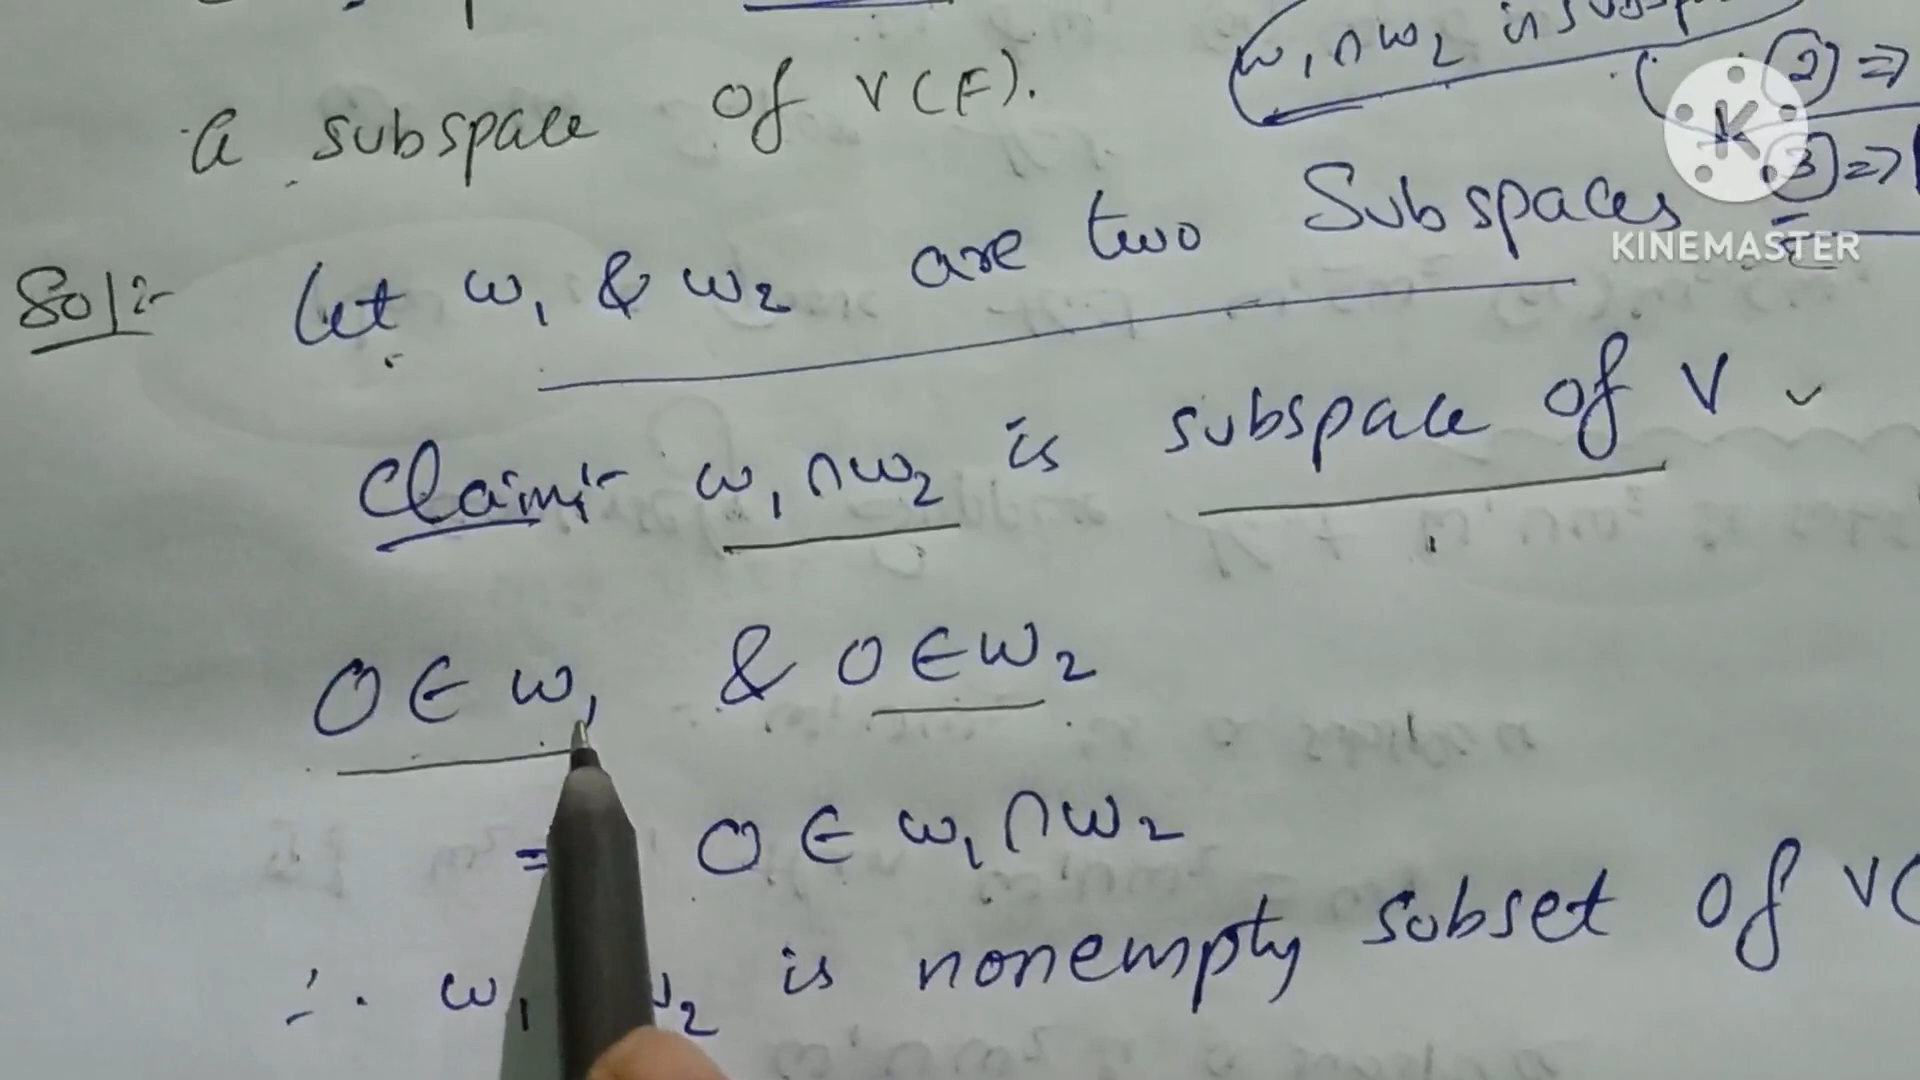 a subspace of V(F).
w₁∩w₂ is
2 ⇒
3 ⇒
KINEMASTER
Sol:- Let w₁ & w₂ are two Subspaces
Claim:- w₁∩w₂ is subspace of V
0 ∈ w₁ & 0 ∈ w₂
0 ∈ w₁∩w₂
∴ w₁ w₂ is nonempty subset of V(